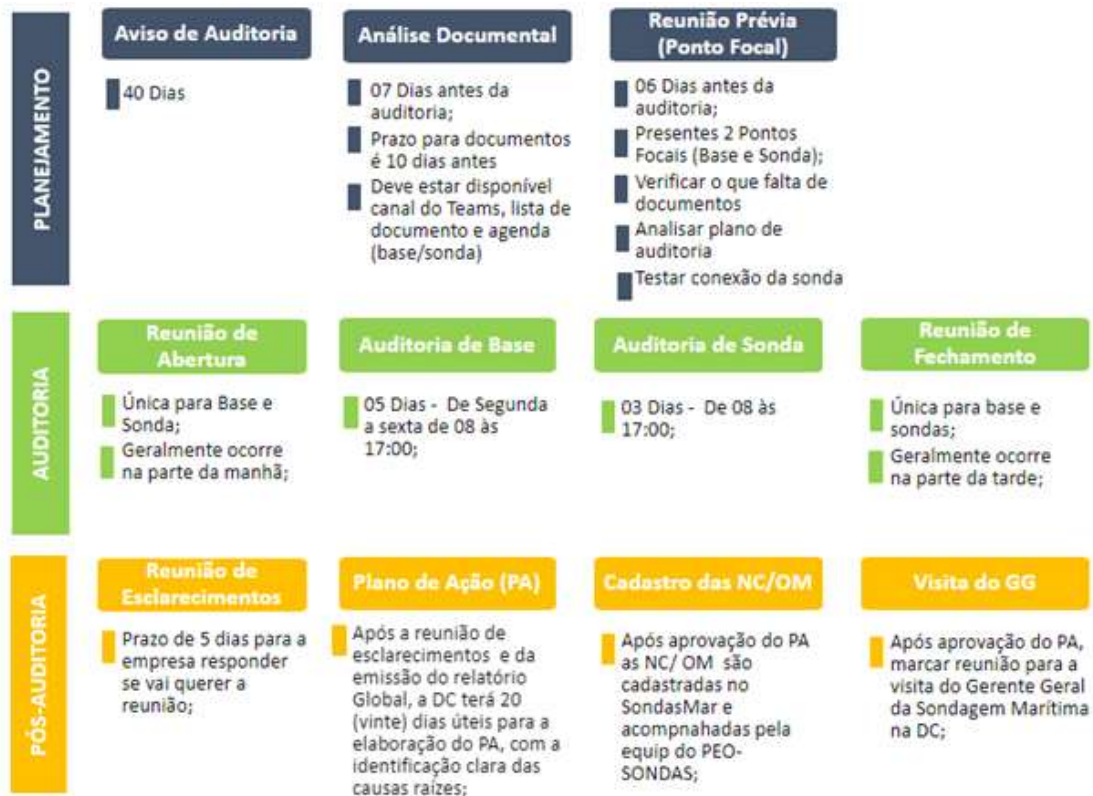 PLANEJAMENTO
Aviso de Auditoria
40 Dias
Análise Documental
07 Dias antes da
auditoria;
Prazo para documentos
é 10 dias antes
Deve estar disponível
canal do Teams, lista de
documento e agenda
(base/sonda)
Reunião Prévia
(Ponto Focal)
06 Dias antes da
auditoria;
Presentes 2 Pontos
Focais (Base e Sonda);
Verificar o que falta de
documentos
Analisar plano de
auditoria
Testar conexão da sonda
AUDITORIA
Reunião de
Abertura
Única para Base e
Sonda;
Geralmente ocorre
na parte da manhã;
Auditoria de Base
05 Dias - De Segunda
a sexta de 08 às
17:00;
Auditoria de Sonda
03 Dias - De 08 às
17:00;
Reunião de
Fechamento
Única para base e
sondas;
Geralmente ocorre
na parte da tarde;
PÓS-AUDITORIA
Reunião de
Esclarecimentos
Prazo de 5 dias para a
empresa responder
se vai querer a
reunião;
Plano de Ação (PA)
Após a reunião de
esclarecimentos e da
emissão do relatório
Global, a DC terá 20
(vinte) dias úteis para a
elaboração do PA, com a
identificação clara das
causas raízes;
Cadastro das NC/OM
Após aprovação do PA
as NC/ OM são
cadastradas no
SondasMar e
acompnahadas pela
equip do PEO-
SONDAS;
Visita do GG
Após aprovação do PA,
marcar reunião para a
visita do Gerente Geral
da Sondagem Marítima
na DC;